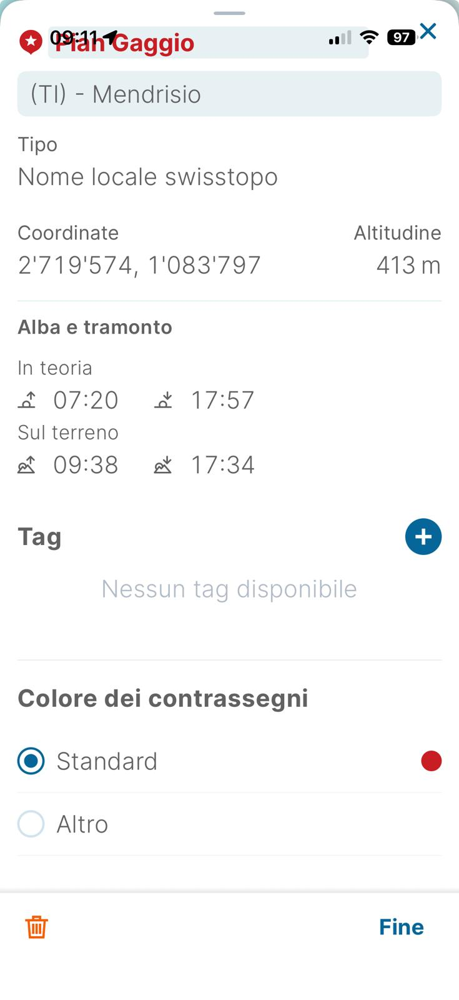 09:11
97
Pian Gaggio
(TI) - Mendrisio
Tipo
Nome locale swisstopo
Coordinate
Altitudine
2'719'574, 1'083'797
413 m
Alba e tramonto
In teoria
07:20 17:57
Sul terreno
09:38 17:34
Tag
Nessun tag disponibile
Colore dei contrassegni
Standard
Altro
Fine